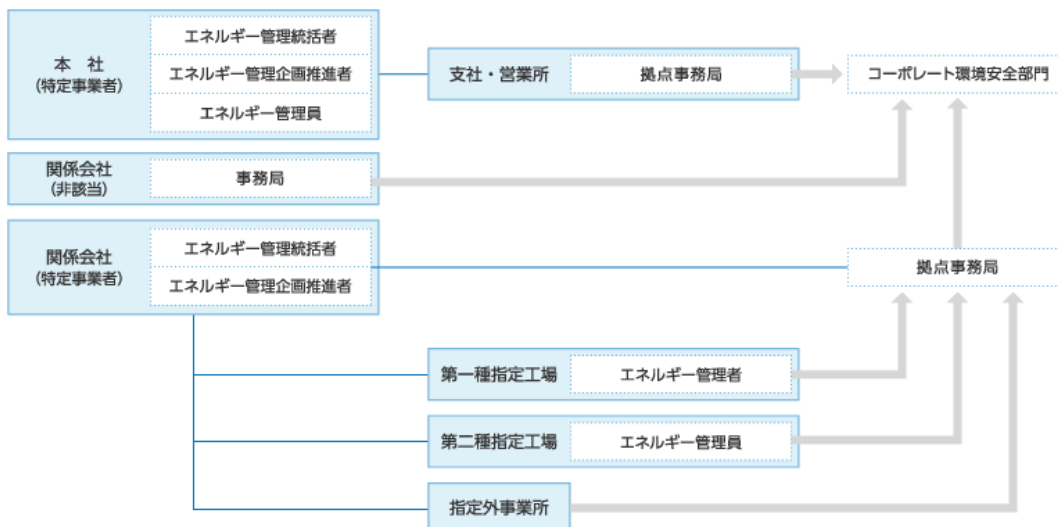 本 社
(特定事業者)
エネルギー管理統括者
エネルギー管理企画推進者
エネルギー管理員
支社・営業所
拠点事務局
コーポレート環境安全部門
関係会社
(非該当)
事務局
関係会社
(特定事業者)
エネルギー管理統括者
エネルギー管理企画推進者
拠点事務局
第一種指定工場
エネルギー管理者
第二種指定工場
エネルギー管理員
指定外事業所